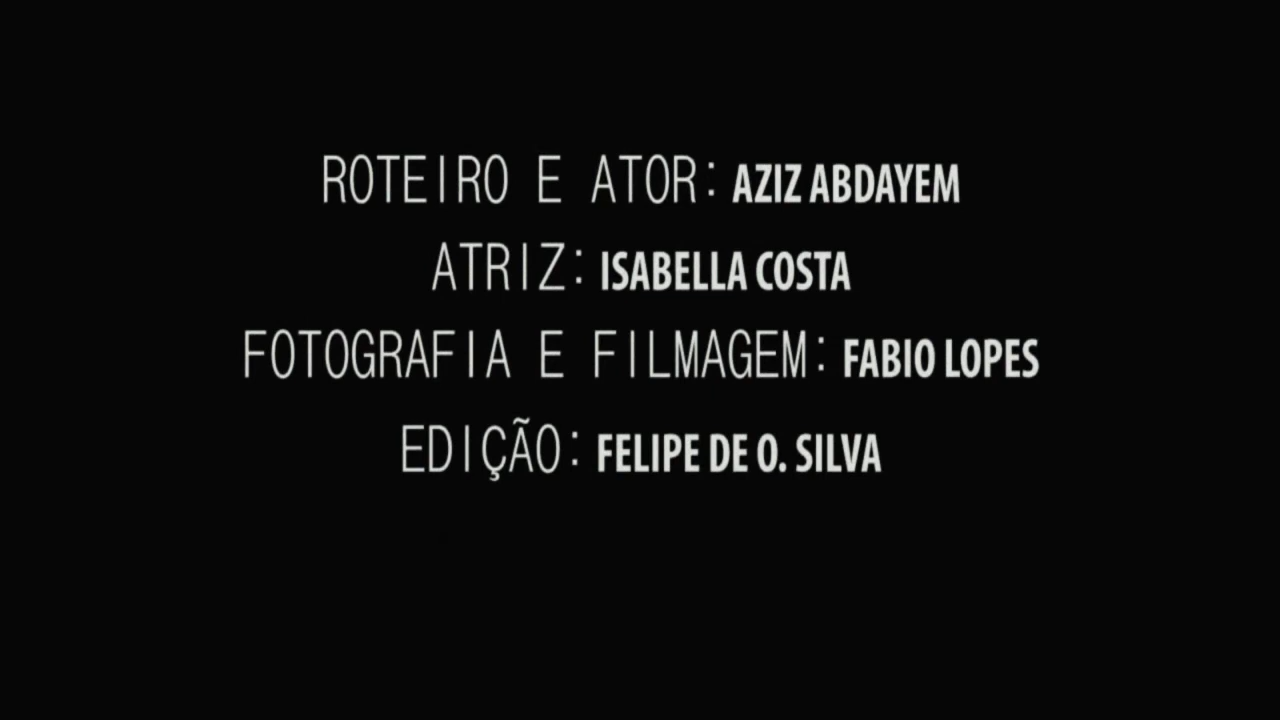 ROTEIRO E ATOR: AZIZ ABDAYEM
ATRIZ: ISABELLA COSTA
FOTOGRAFIA E FILMAGEM: FABIO LOPES
EDIÇÃO: FELIPE DE O. SILVA